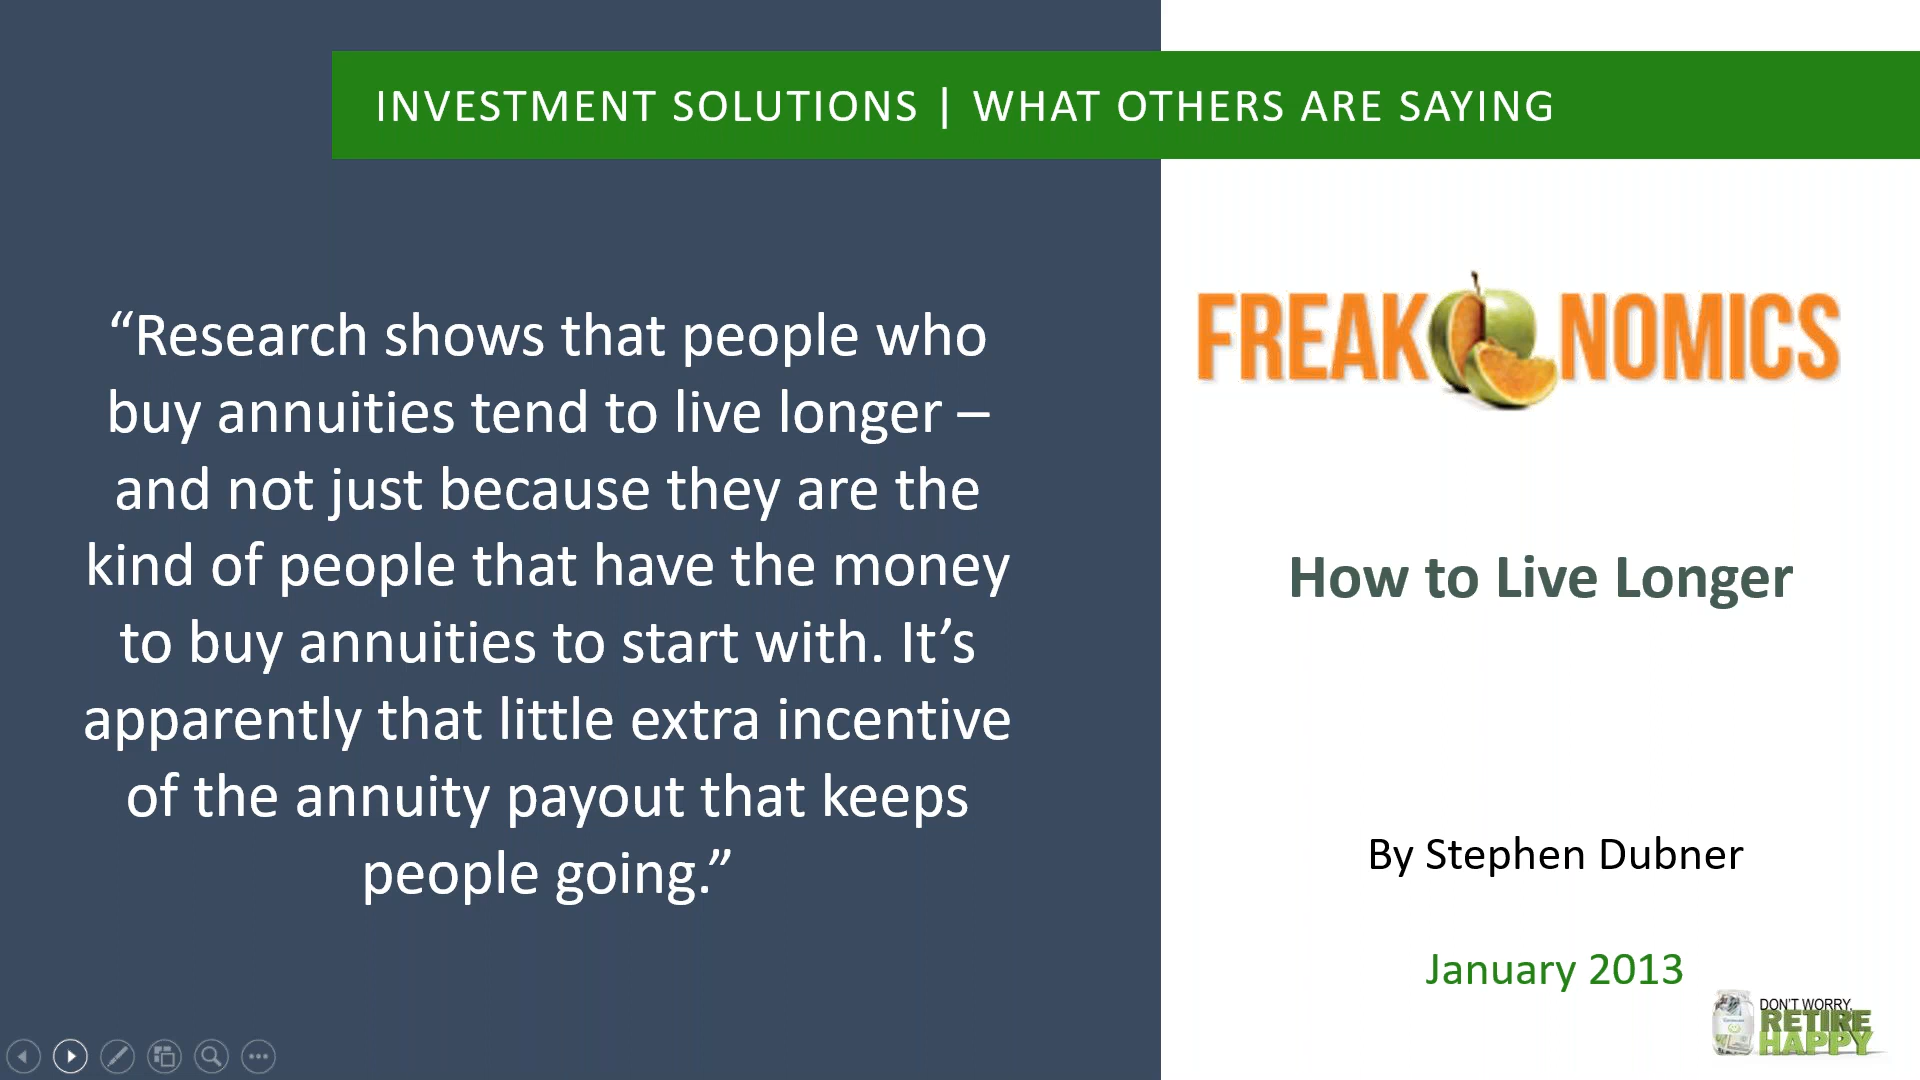 INVESTMENT SOLUTIONS | WHAT OTHERS ARE SAYING
“Research shows that people who
buy annuities tend to live longer –
and not just because they are the
kind of people that have the money
to buy annuities to start with. It’s
apparently that little extra incentive
of the annuity payout that keeps
people going.”
FREAKONOMICS
How to Live Longer
By Stephen Dubner
January 2013
DON'T WORRY,
RETIRE
HAPPY